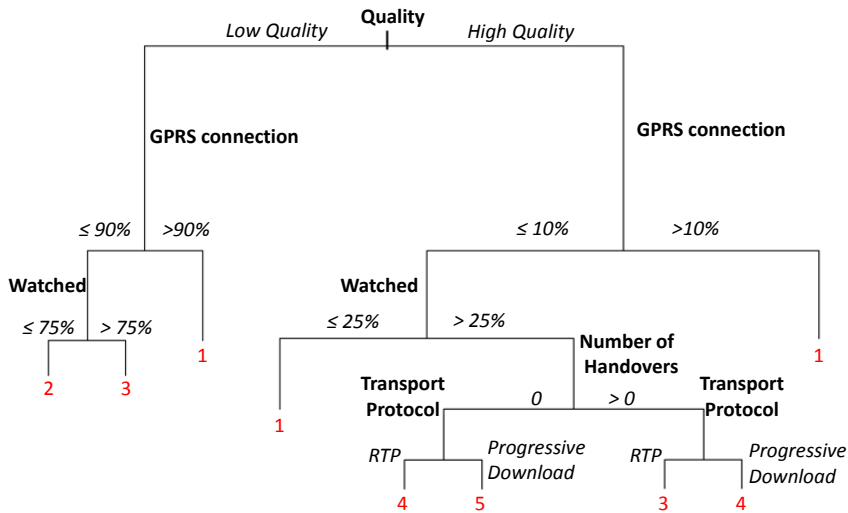 Quality
Low Quality
High Quality
GPRS connection
GPRS connection
≤ 90%
>90%
≤ 10%
>10%
Watched
Watched
≤ 75%
> 75%
≤ 25%
> 25%
Number of
Handovers
1
1
2
3
Transport
Protocol
0
> 0
Transport
Protocol
1
RTP
Progressive
Download
RTP
Progressive
Download
4
5
3
4